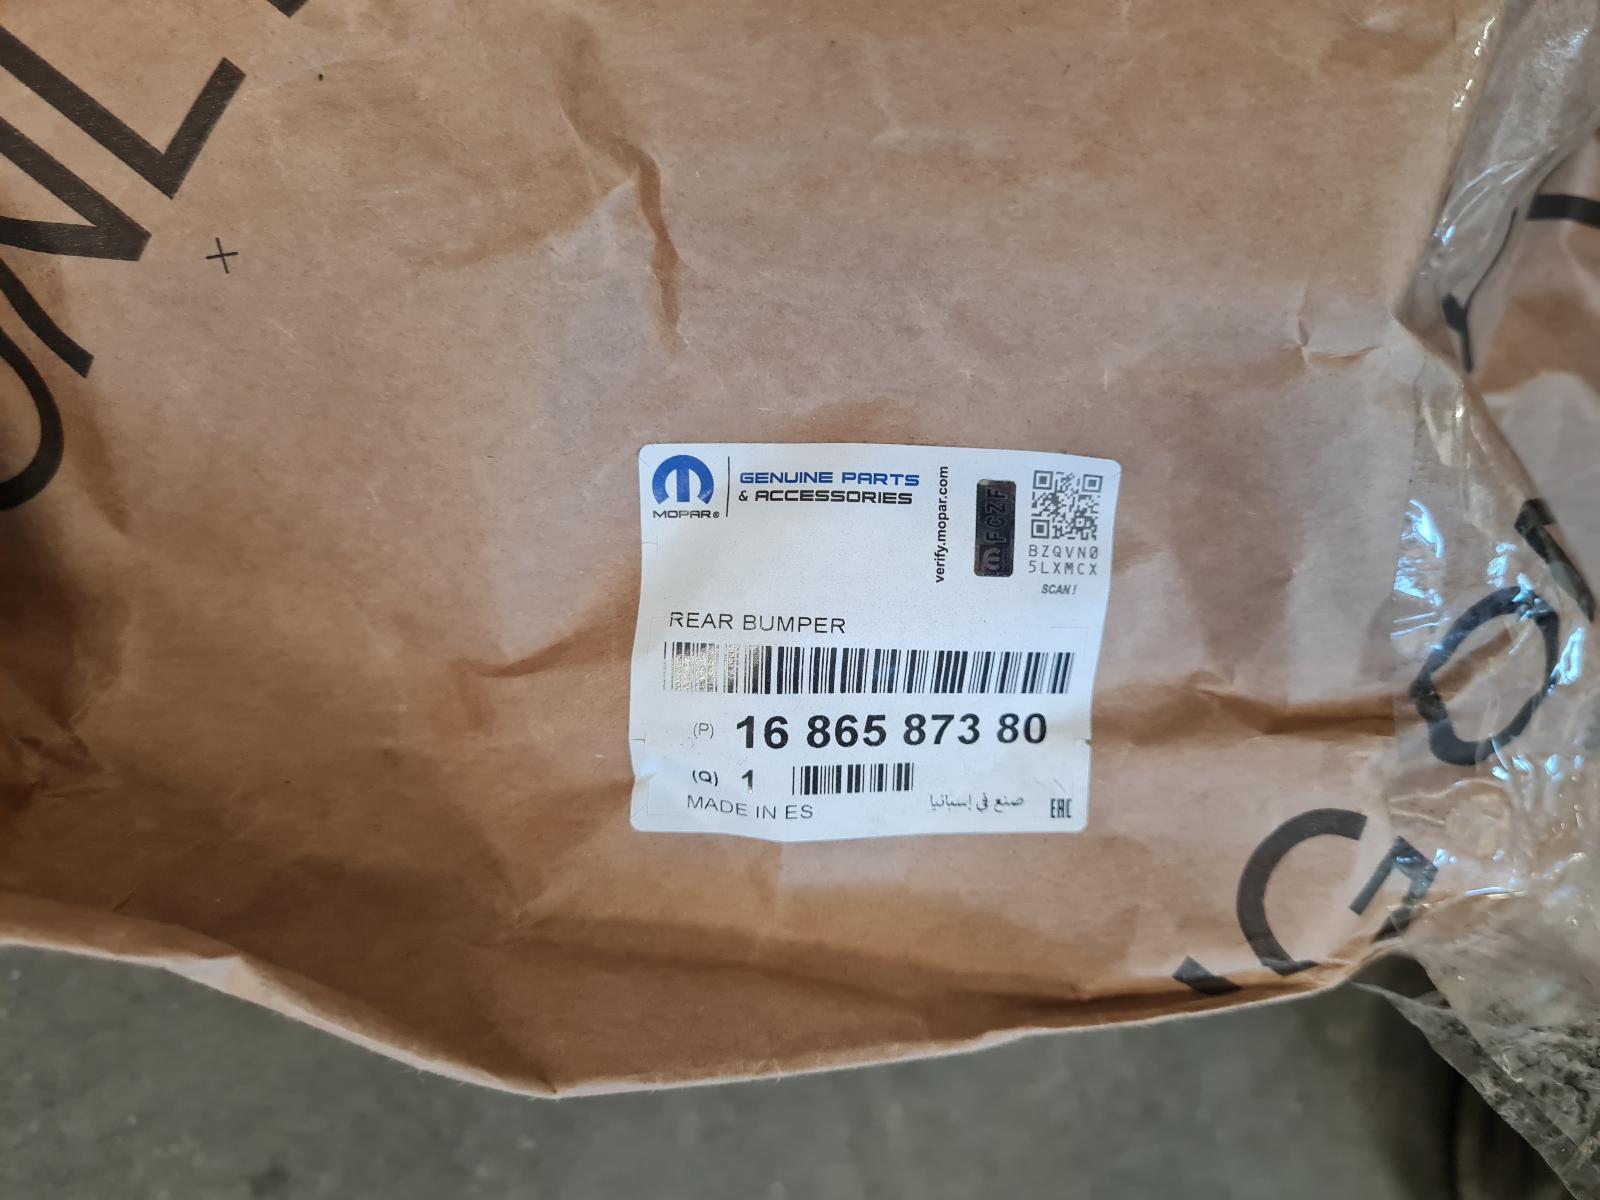 MOPAR®
GENUINE PARTS
& ACCESSORIES
verify.mopar.com
FCZF
BZQVN0
5LXMCX
SCAN!
REAR BUMPER
(P) 16 865 873 80
(Q) 1
MADE IN ES
صنع في إسبانيا
EAC